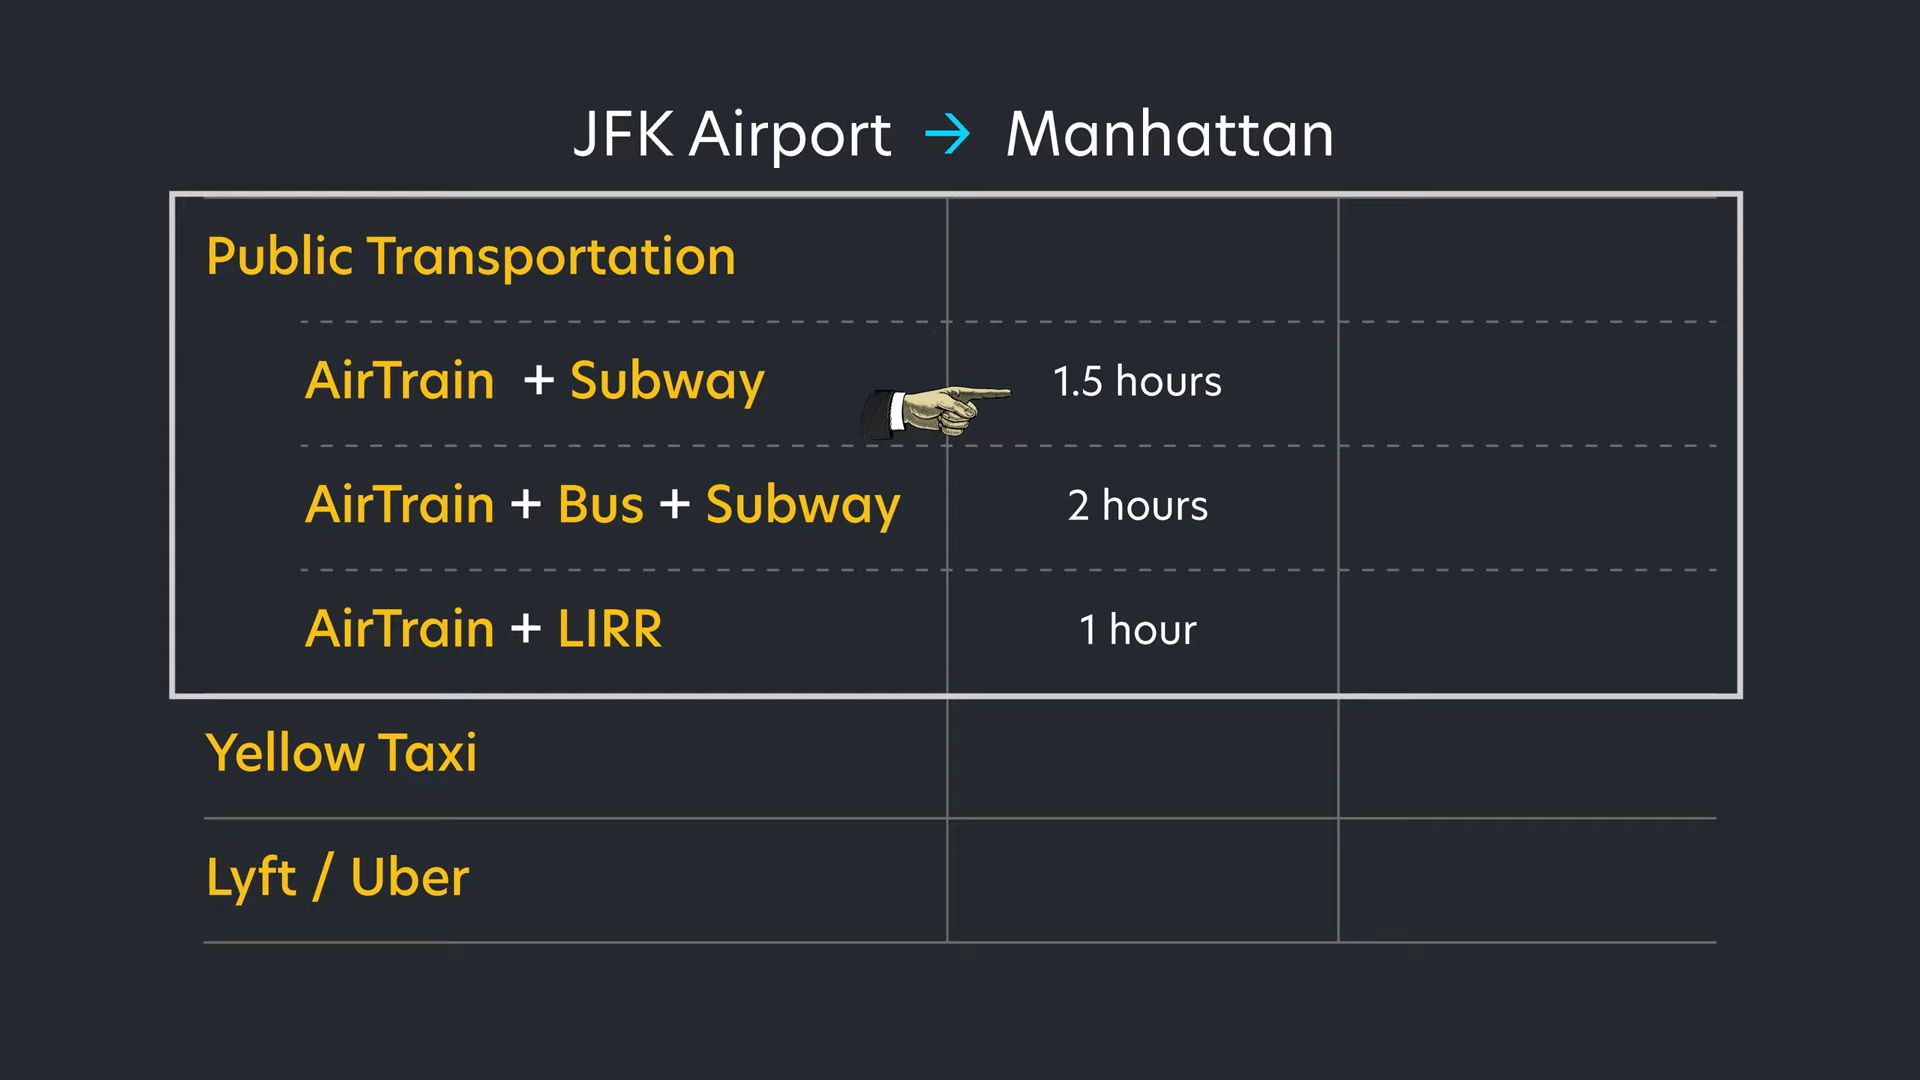 JFK Airport → Manhattan
Public Transportation
AirTrain + Subway 1.5 hours
AirTrain + Bus + Subway 2 hours
AirTrain + LIRR 1 hour
Yellow Taxi
Lyft / Uber